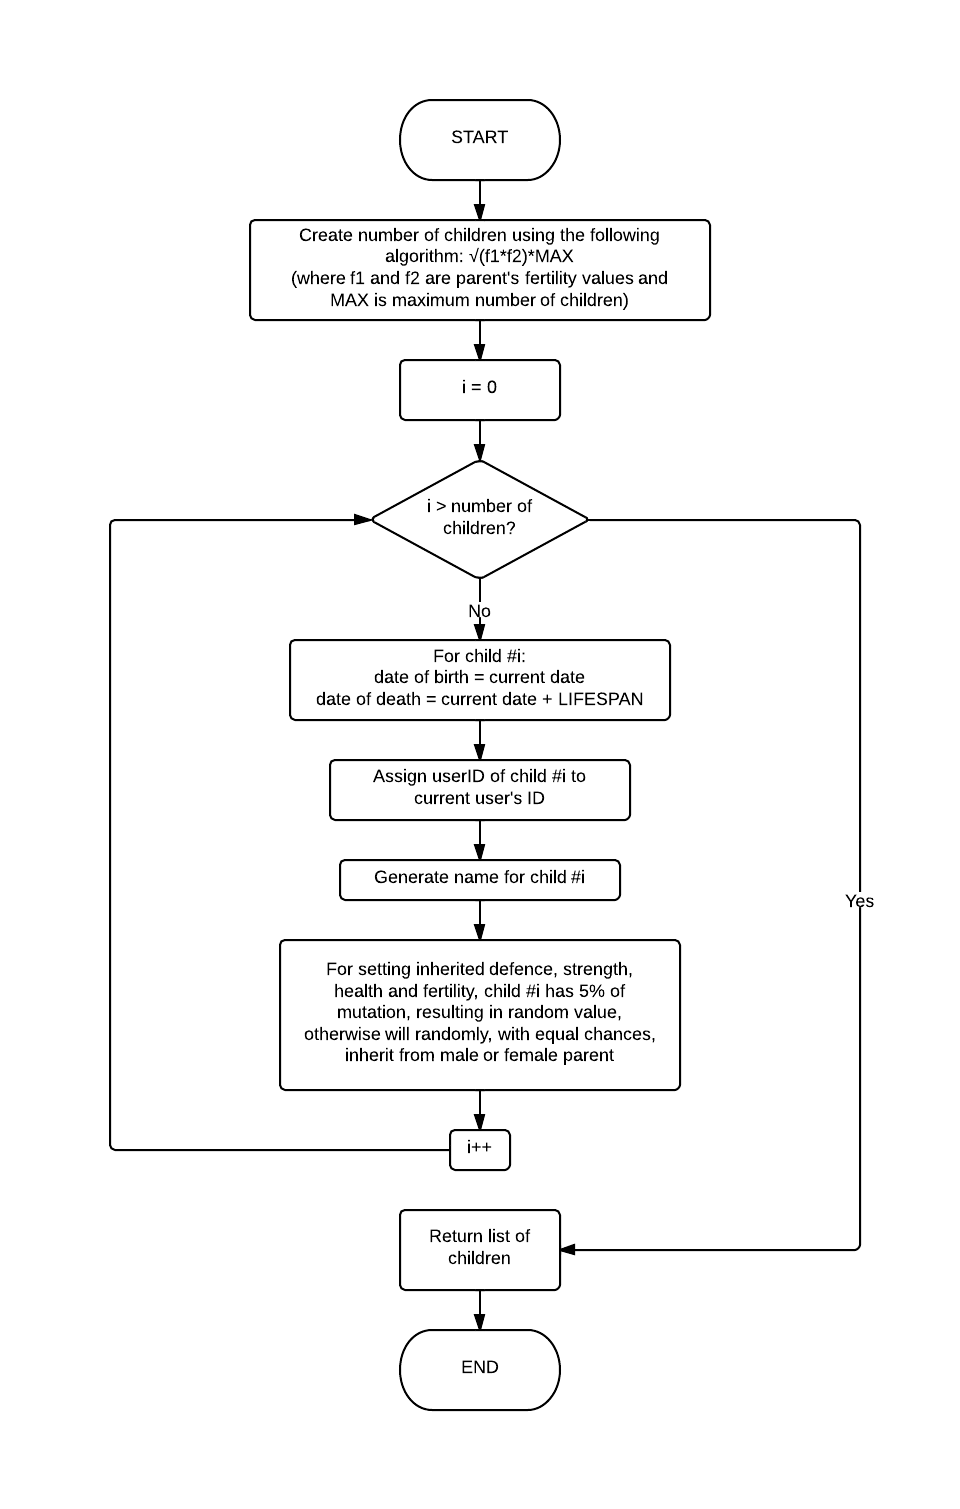 START
Create number of children using the following
algorithm: √(f1*f2)*MAX
(where f1 and f2 are parent's fertility values and
MAX is maximum number of children)
i = 0
i > number of
children?
No
For child #i:
date of birth = current date
date of death = current date + LIFESPAN
Assign userID of child #i to
current user's ID
Generate name for child #i
Yes
For setting inherited defence, strength,
health and fertility, child #i has 5% of
mutation, resulting in random value,
otherwise will randomly, with equal chances,
inherit from male or female parent
i++
Return list of
children
END